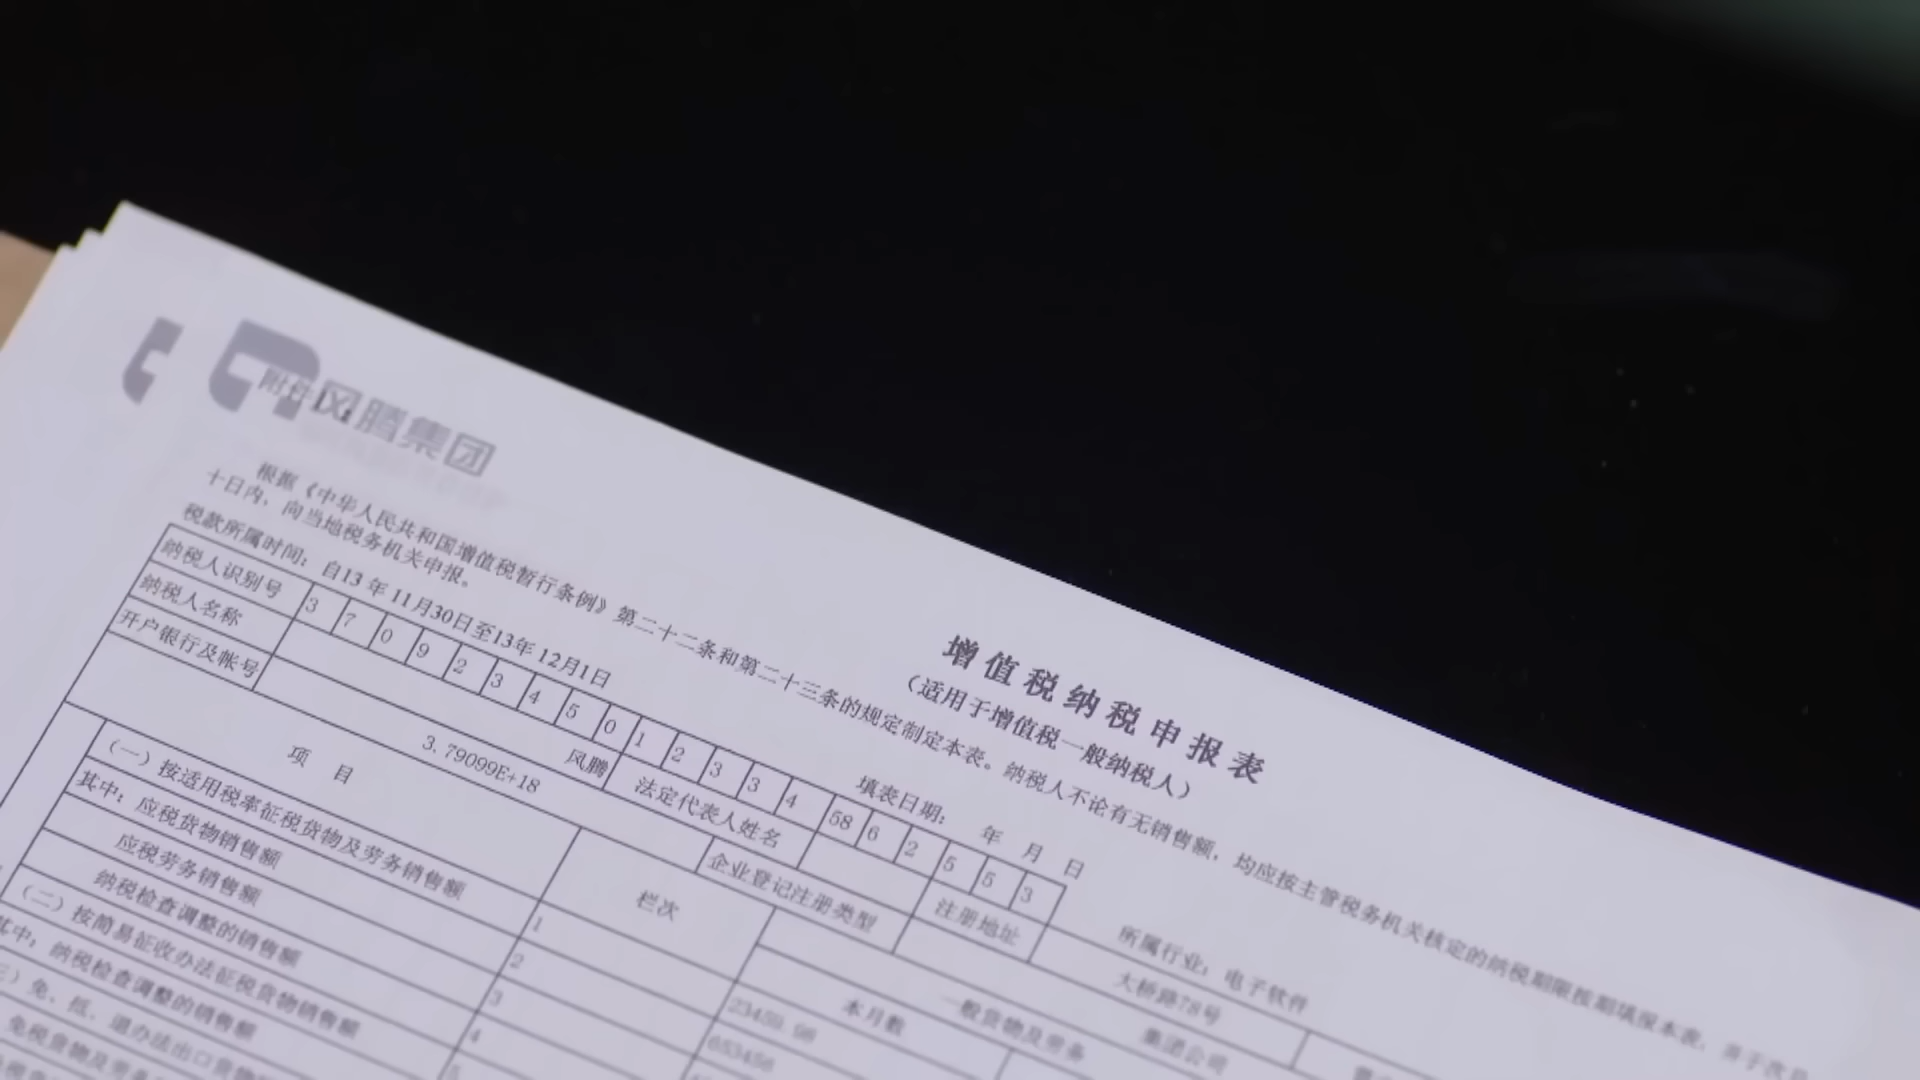 风腾集团
增值税纳税申报表
（适用于增值税一般纳税人）
根据《中华人民共和国增值税暂行条例》第二十二条和第二十三条的规定制定本表。纳税人不论有无销售额，均应按主管税务机关核定的纳税期限按期填报本表，并于次月
十日内，向当地税务机关申报。
税款所属时间：自13年 11月30日至13年 12月1日 填表日期： 年 月 日
纳税人识别号 3 7 0 9 2 3 4 5 0 1 2 3 3 4 58 6 2 5 5 3 所属行业：电子软件
纳税人名称 风腾 法定代表人姓名 注册地址 大桥路78号
开户银行及帐号 3.79099E+18 企业登记注册类型 集团公司
项 目 栏次 一般货物及劳务
本月数
（一）按适用税率征税货物及劳务销售额 1 23459.98
其中：应税货物销售额 2 653456
应税劳务销售额 3
纳税检查调整的销售额 4
（二）按简易征收办法征税货物销售额 5
其中：纳税检查调整的销售额
免、抵、退办法出口货物
免税货物及劳务